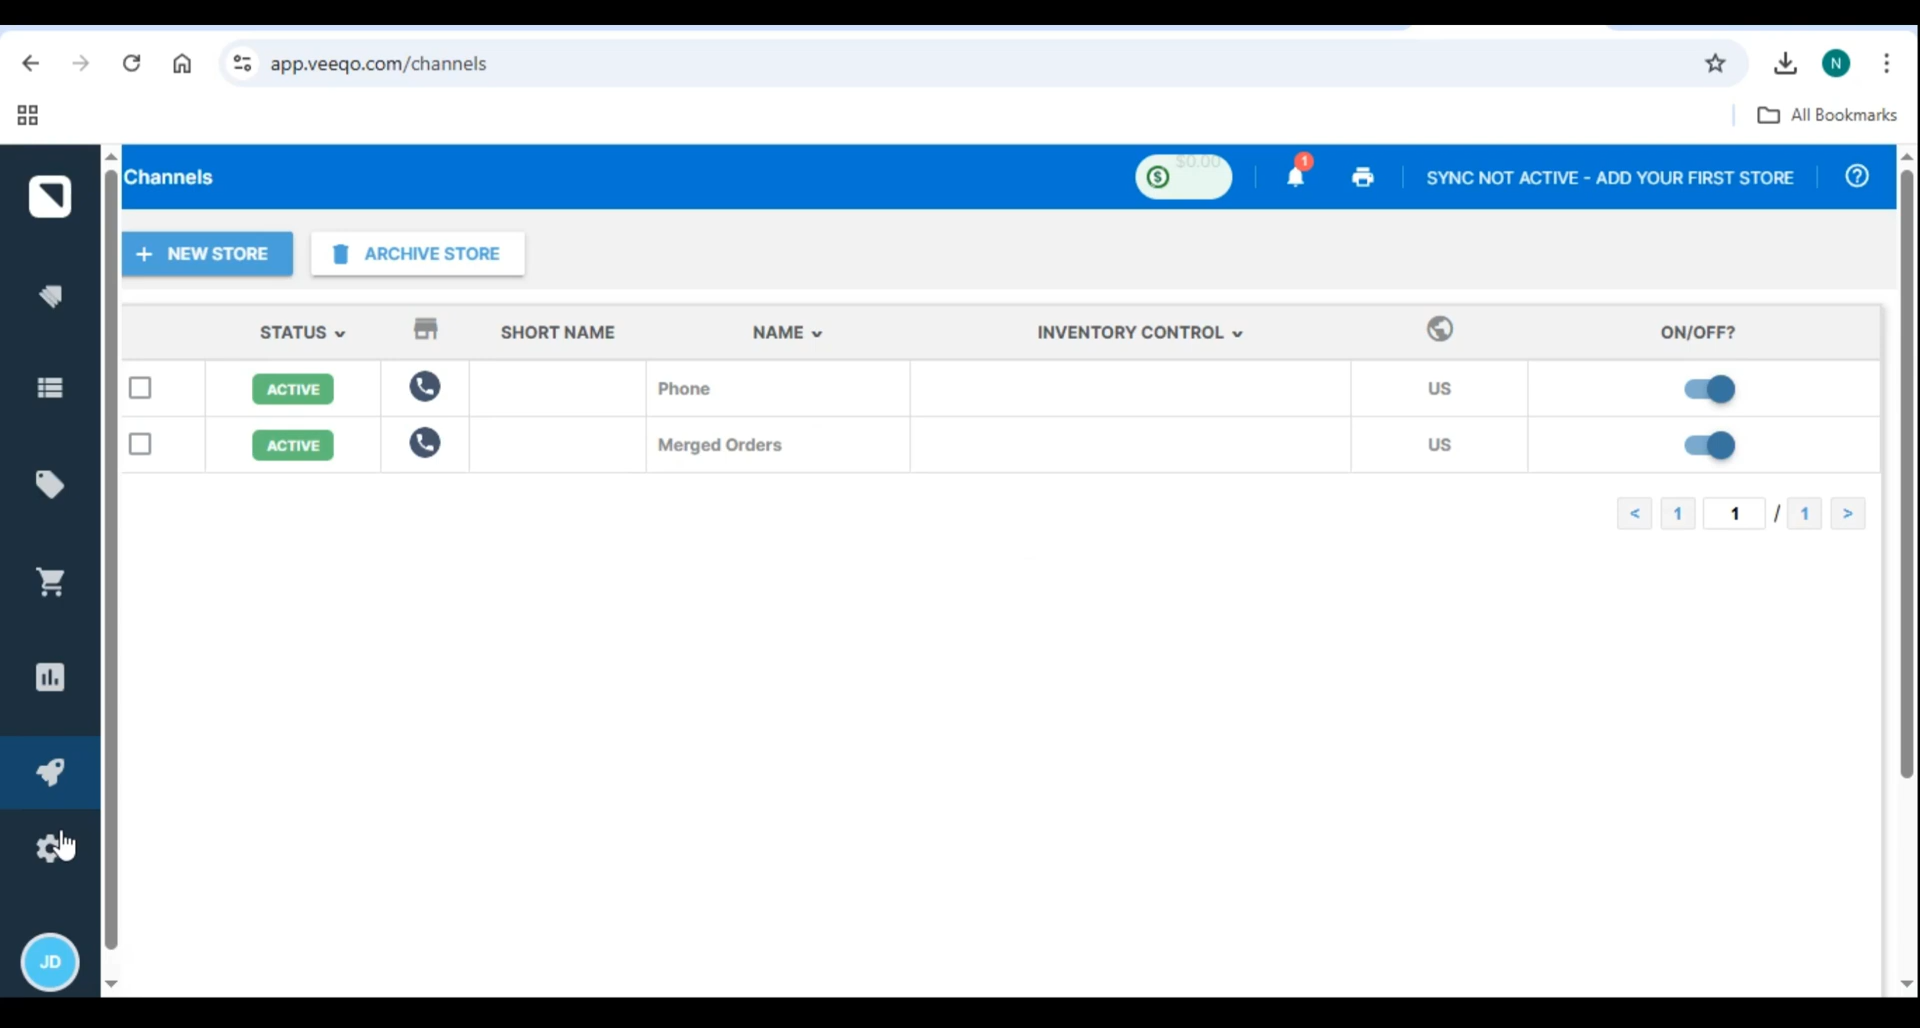 app.veeqo.com/channels
N
All Bookmarks
Channels
$0.00
1
SYNC NOT ACTIVE - ADD YOUR FIRST STORE
+ NEW STORE
ARCHIVE STORE
STATUS SHORT NAME NAME INVENTORY CONTROL ON/OFF?
ACTIVE Phone US
ACTIVE Merged Orders US
< 1 1 / 1 >
JD